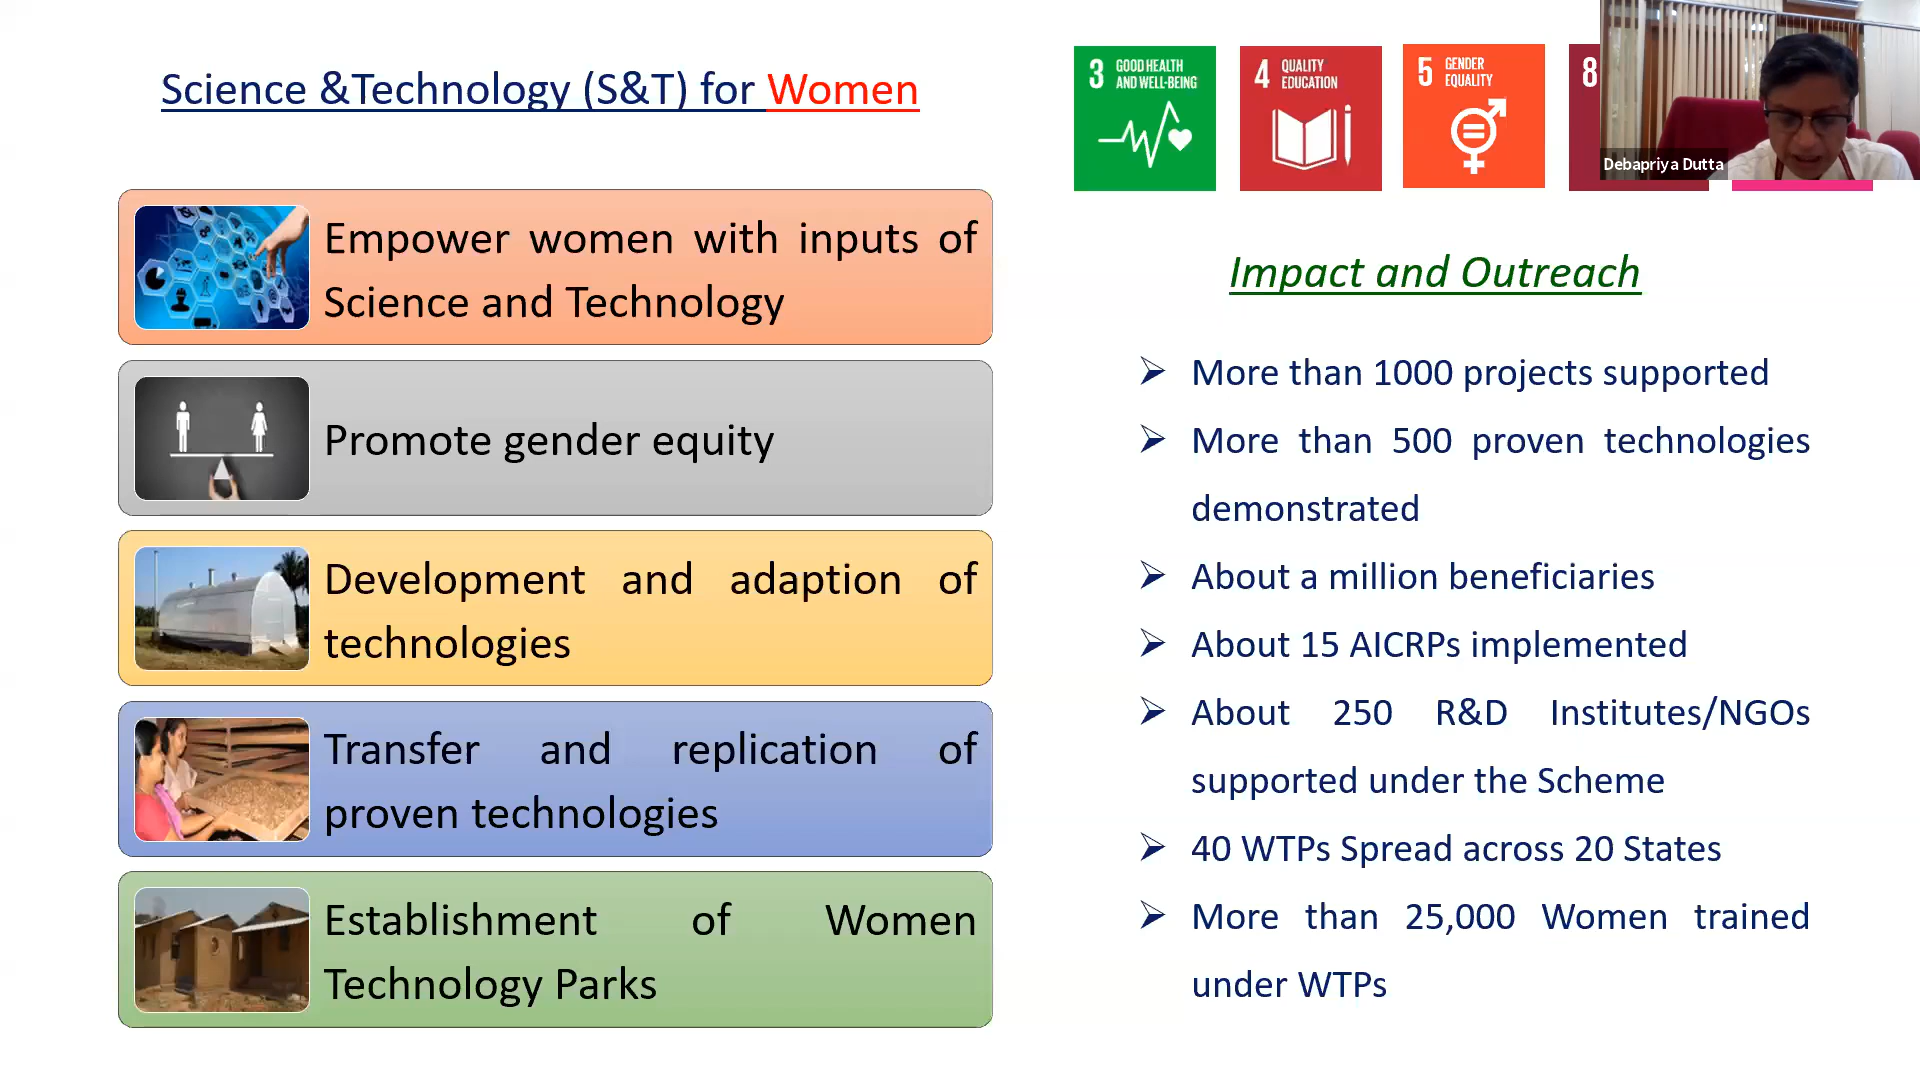 Science &Technology (S&T) for Women
Empower women with inputs of
Science and Technology
Promote gender equity
Development and adaption of
technologies
Transfer and replication of
proven technologies
Establishment of Women
Technology Parks
3 GOOD HEALTH
AND WELL-BEING
4 QUALITY
EDUCATION
5 GENDER
EQUALITY
8
Debapriya Dutta
Impact and Outreach
More than 1000 projects supported
More than 500 proven technologies
demonstrated
About a million beneficiaries
About 15 AICRPs implemented
About 250 R&D Institutes/NGOs
supported under the Scheme
40 WTPs Spread across 20 States
More than 25,000 Women trained
under WTPs